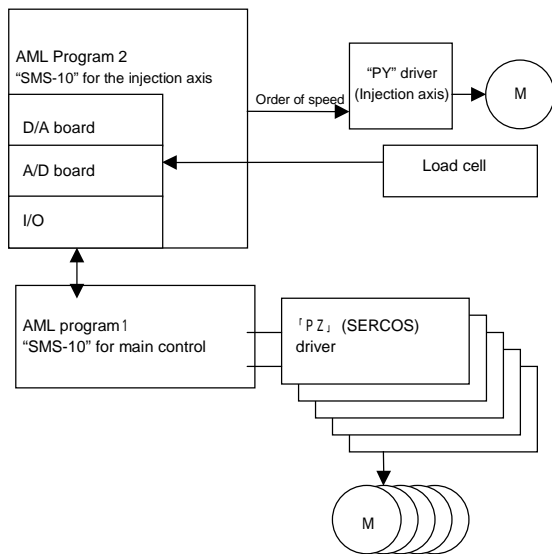 AML Program 2
“SMS-10” for the injection axis
D/A board
A/D board
I/O
Order of speed
“PY” driver
(Injection axis)
M
Load cell
AML program1
“SMS-10” for main control
「PZ」 (SERCOS)
driver
M